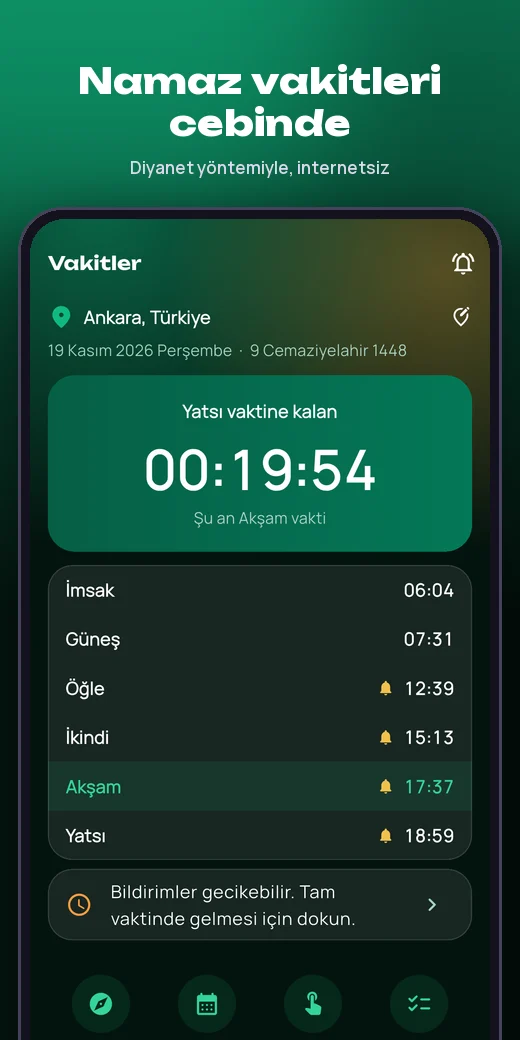 Namaz vakitleri
cebinde
Diyanet yöntemiyle, internetsiz
Vakitler
Ankara, Türkiye
19 Kasım 2026 Perşembe · 9 Cemaziyelahir 1448
Yatsı vaktine kalan
00:19:54
Şu an Akşam vakti
İmsak 06:04
Güneş 07:31
Öğle 12:39
İkindi 15:13
Akşam 17:37
Yatsı 18:59
Bildirimler gecikebilir. Tam
vaktinde gelmesi için dokun.